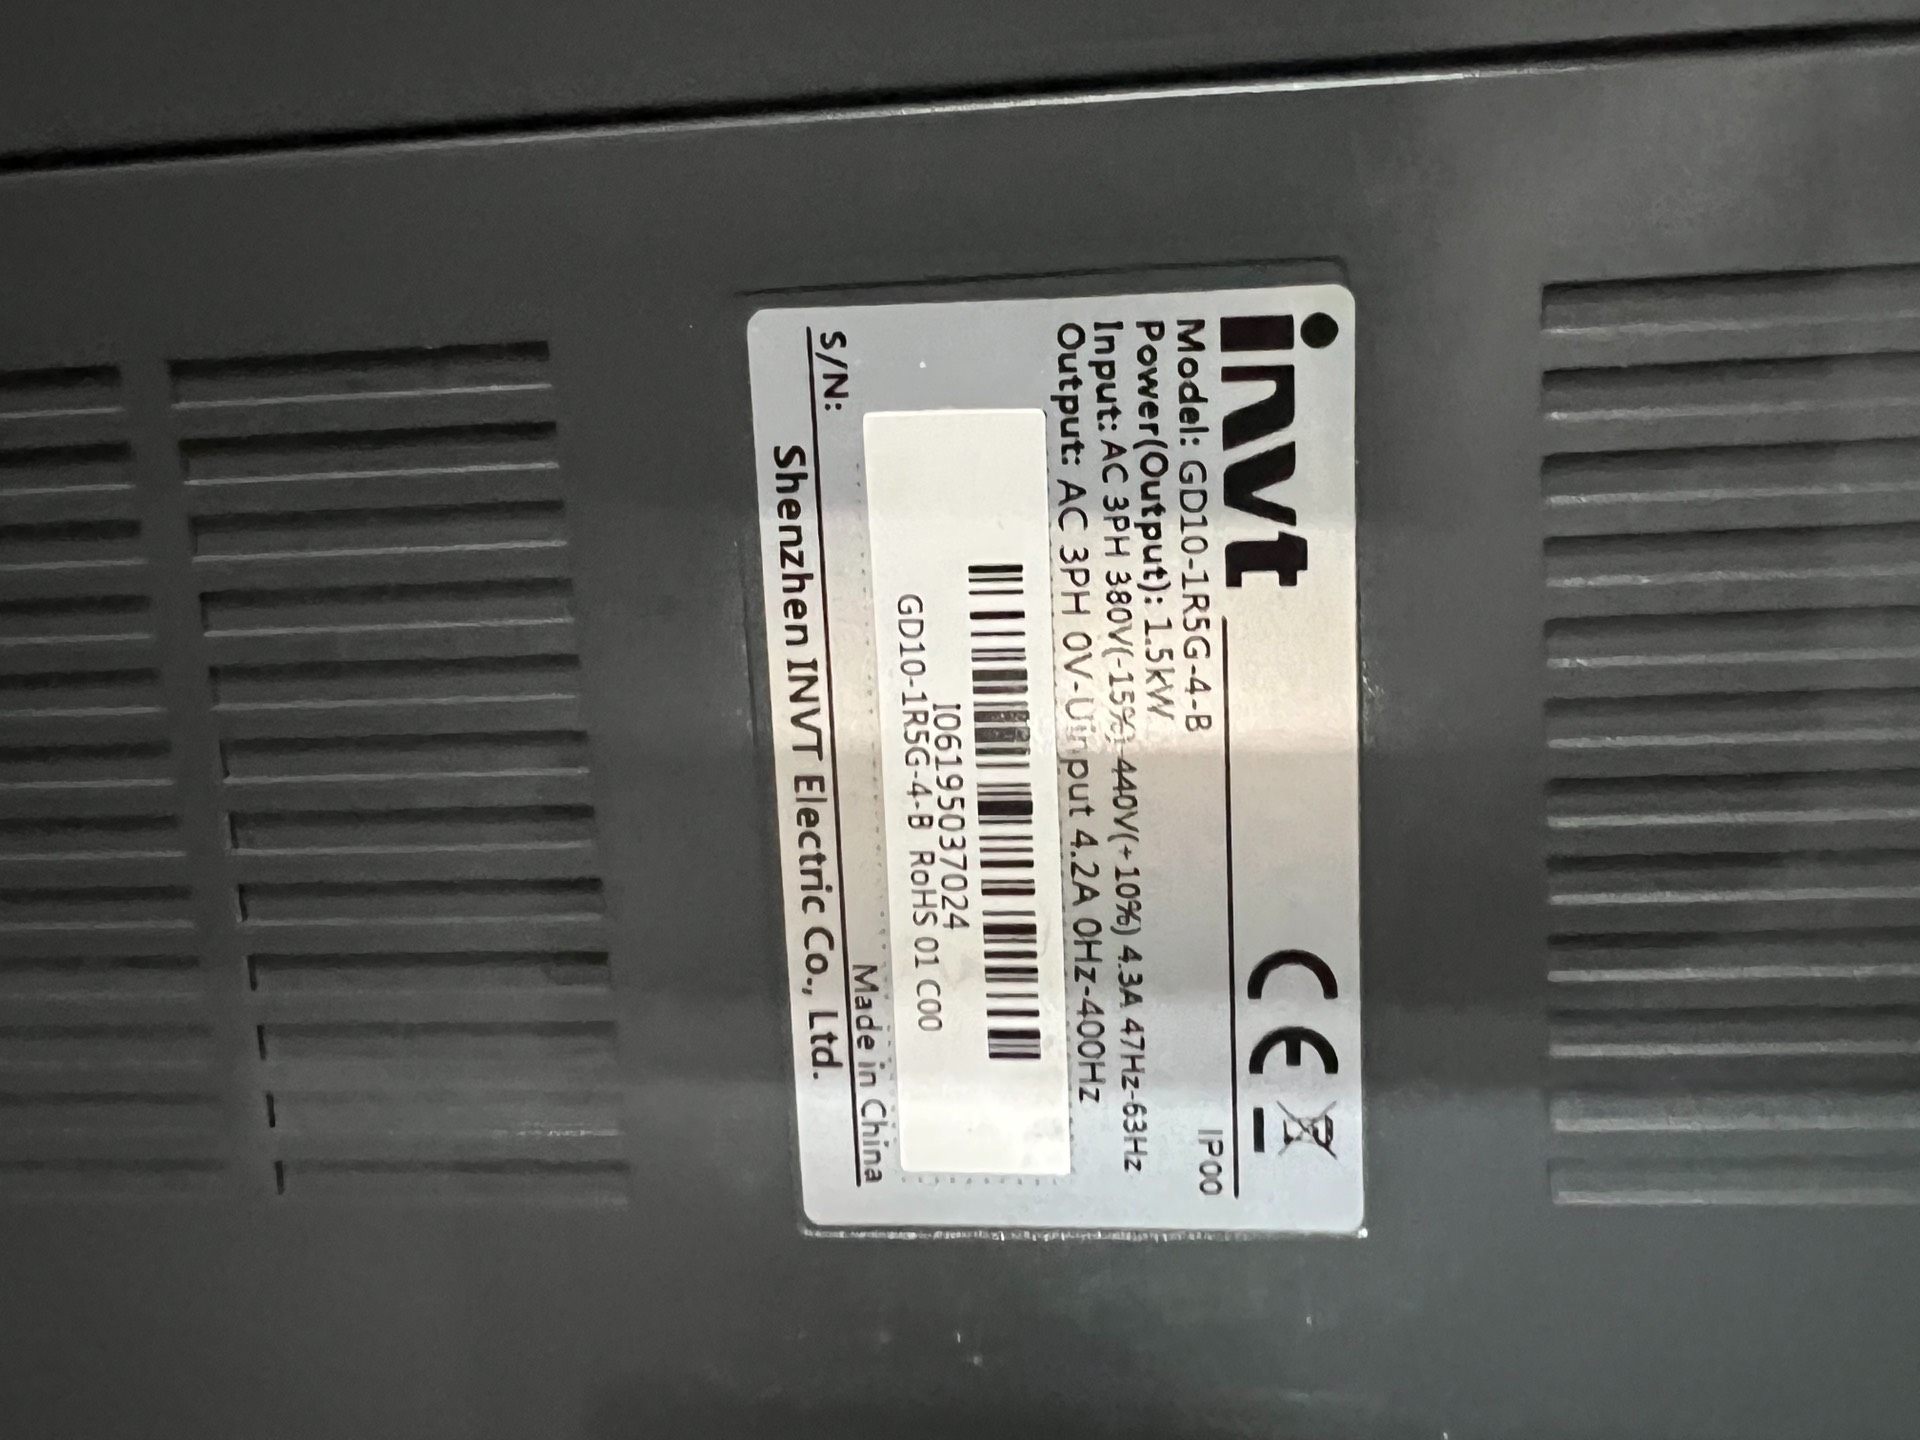 invt
CE
Model: GD10-1R5G-4-B
IP00
Power(Output): 1.5kW
Input: AC 3PH 380V(-15%)-440V(+10%) 4.3A 47Hz-63Hz
Output: AC 3PH 0V-Uinput 4.2A 0Hz-400Hz
I06195037024
GD10-1R5G-4-B RoHS 01 C00
S/N:
Made in China
Shenzhen INVT Electric Co., Ltd.